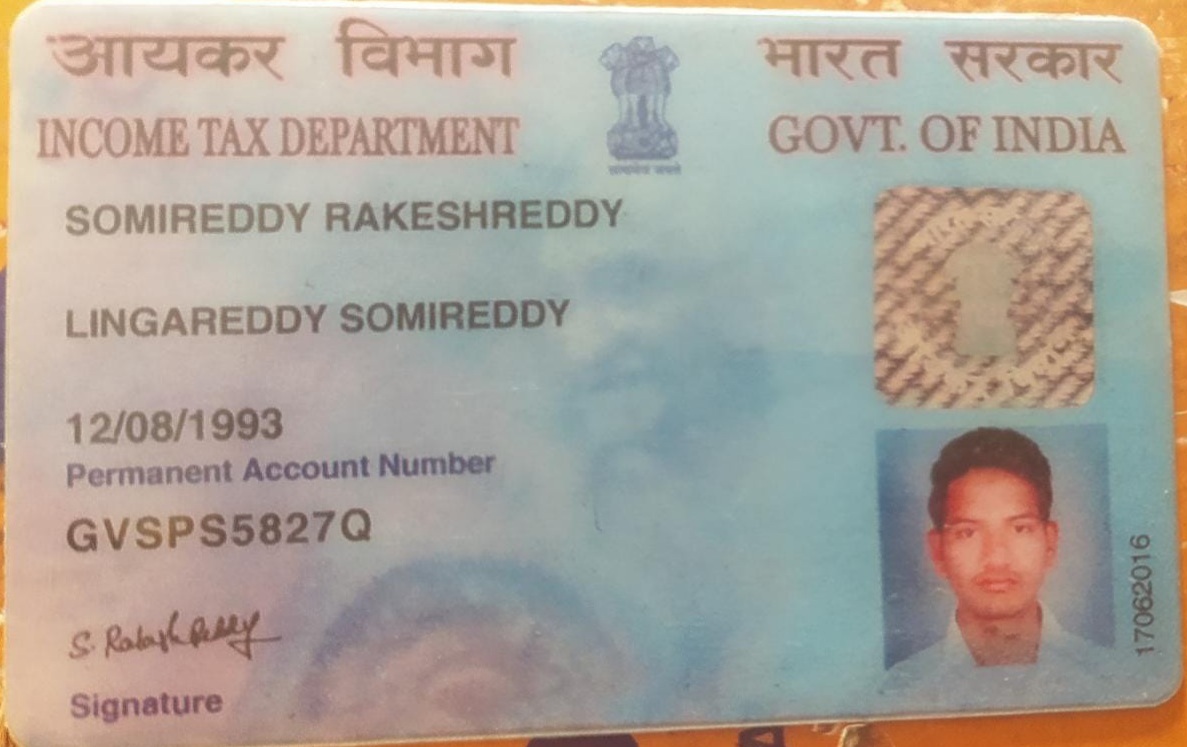 आयकर विभाग
INCOME TAX DEPARTMENT
भारत सरकार
GOVT. OF INDIA
सत्यमेव जयते
SOMIREDDY RAKESHREDDY
LINGAREDDY SOMIREDDY
12/08/1993
Permanent Account Number
GVSPS5827Q
S. Rakesh Reddy
Signature
17062016